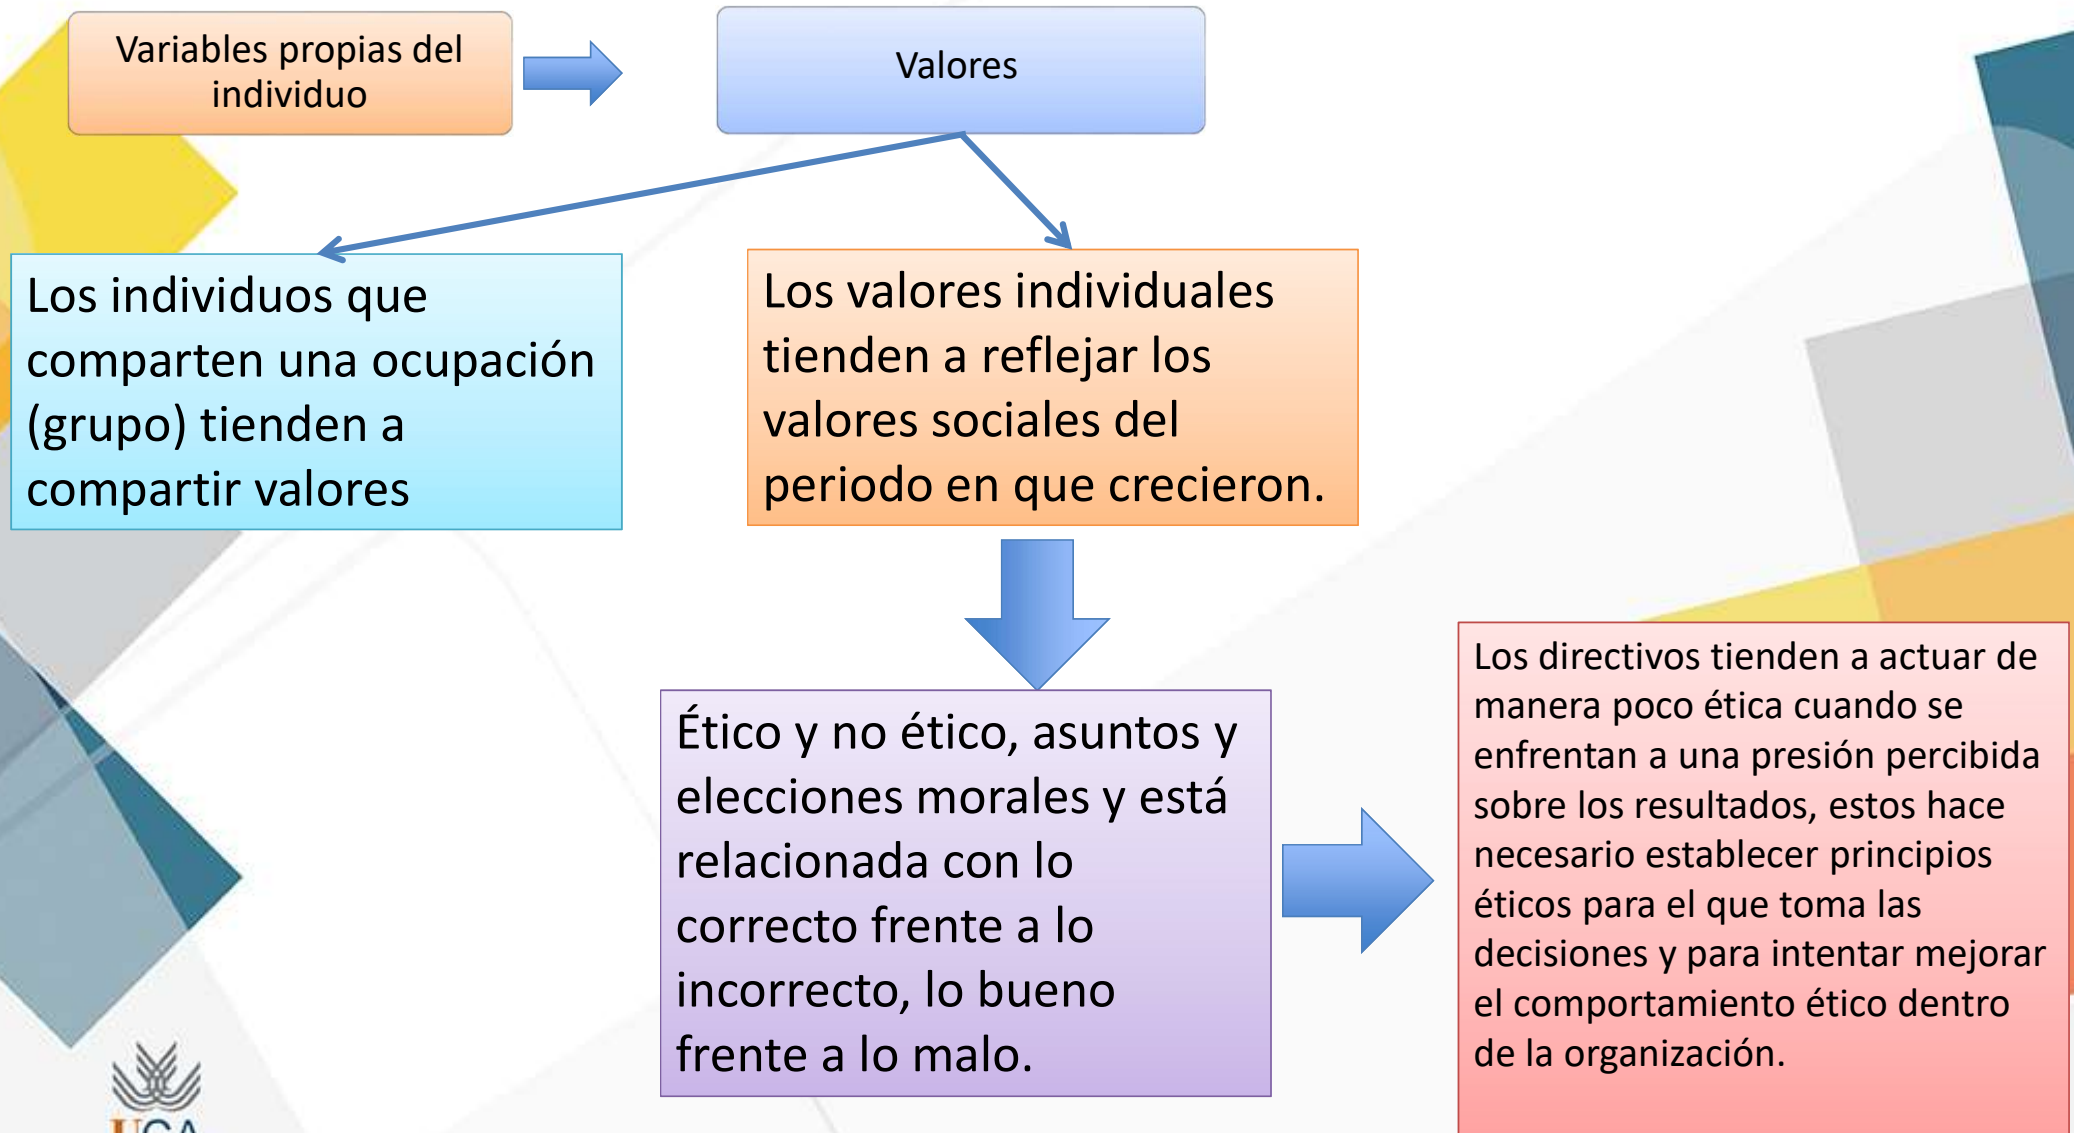 Variables propias del
individuo
Valores
Los individuos que
comparten una ocupación
(grupo) tienden a
compartir valores
Los valores individuales
tienden a reflejar los
valores sociales del
periodo en que crecieron.
Ético y no ético, asuntos y
elecciones morales y está
relacionada con lo
correcto frente a lo
incorrecto, lo bueno
frente a lo malo.
Los directivos tienden a actuar de
manera poco ética cuando se
enfrentan a una presión percibida
sobre los resultados, estos hace
necesario establecer principios
éticos para el que toma las
decisiones y para intentar mejorar
el comportamiento ético dentro
de la organización.
UCA